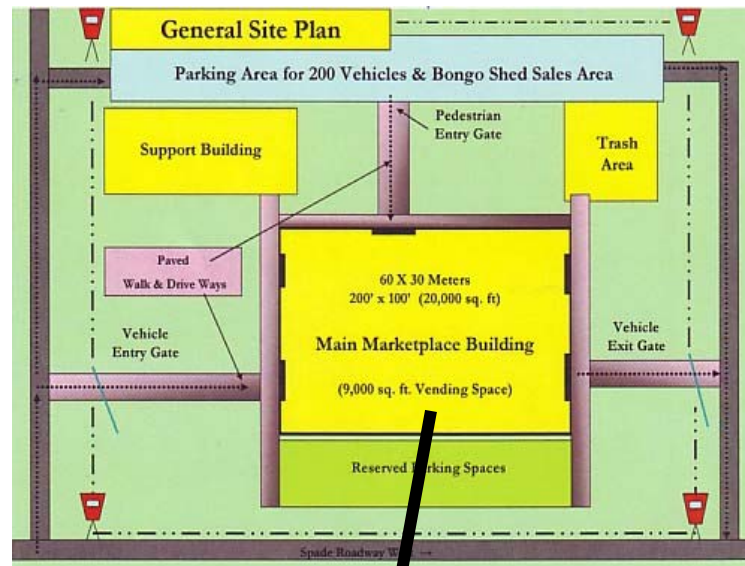 General Site Plan
Parking Area for 200 Vehicles & Bongo Shed Sales Area
Pedestrian
Entry Gate
Support Building
Trash
Area
Paved
Walk & Drive Ways
60 X 30 Meters
200' x 100' (20,000 sq. ft)
Vehicle
Entry Gate
Main Marketplace Building
Vehicle
Exit Gate
(9,000 sq. ft. Vending Space)
Reserved Parking Spaces
Spade Roadway →